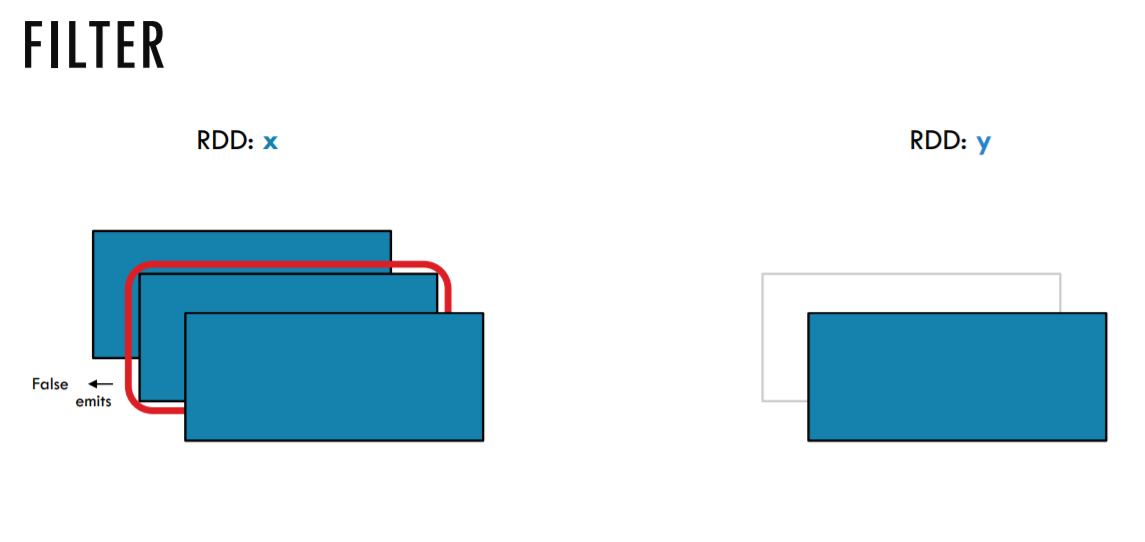 FILTER
RDD: x
RDD: y
False
emits